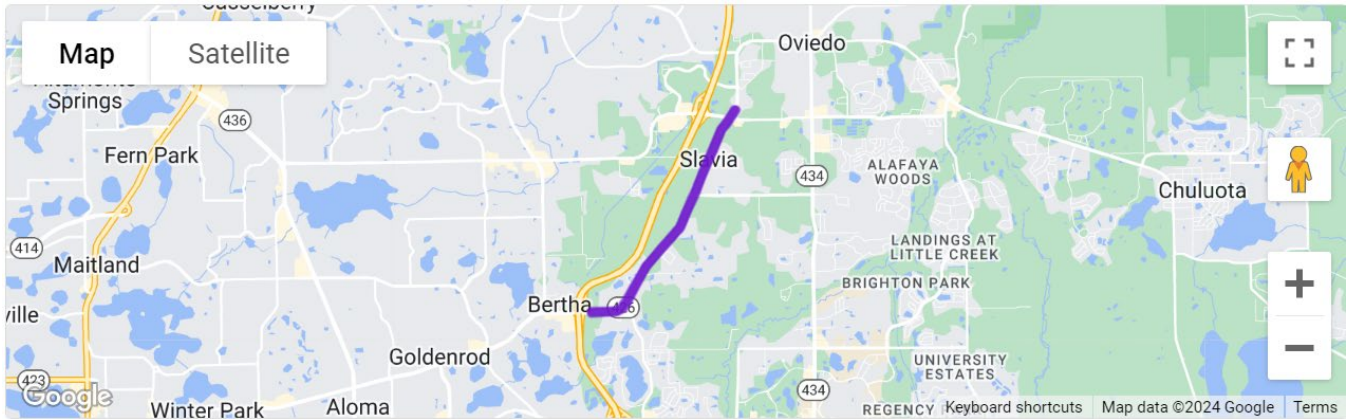 Casselberry
Map
Satellite
Oviedo
Altamonte
Springs
436
Fern Park
Slavia
434
ALAFAYA
WOODS
Chuluota
414
Maitland
LANDINGS AT
LITTLE CREEK
BRIGHTON PARK
Bertha
426
ville
Goldenrod
UNIVERSITY
ESTATES
423
Google
Winter Park
Aloma
434
REGENCY
Keyboard shortcuts
Map data ©2024 Google
Terms